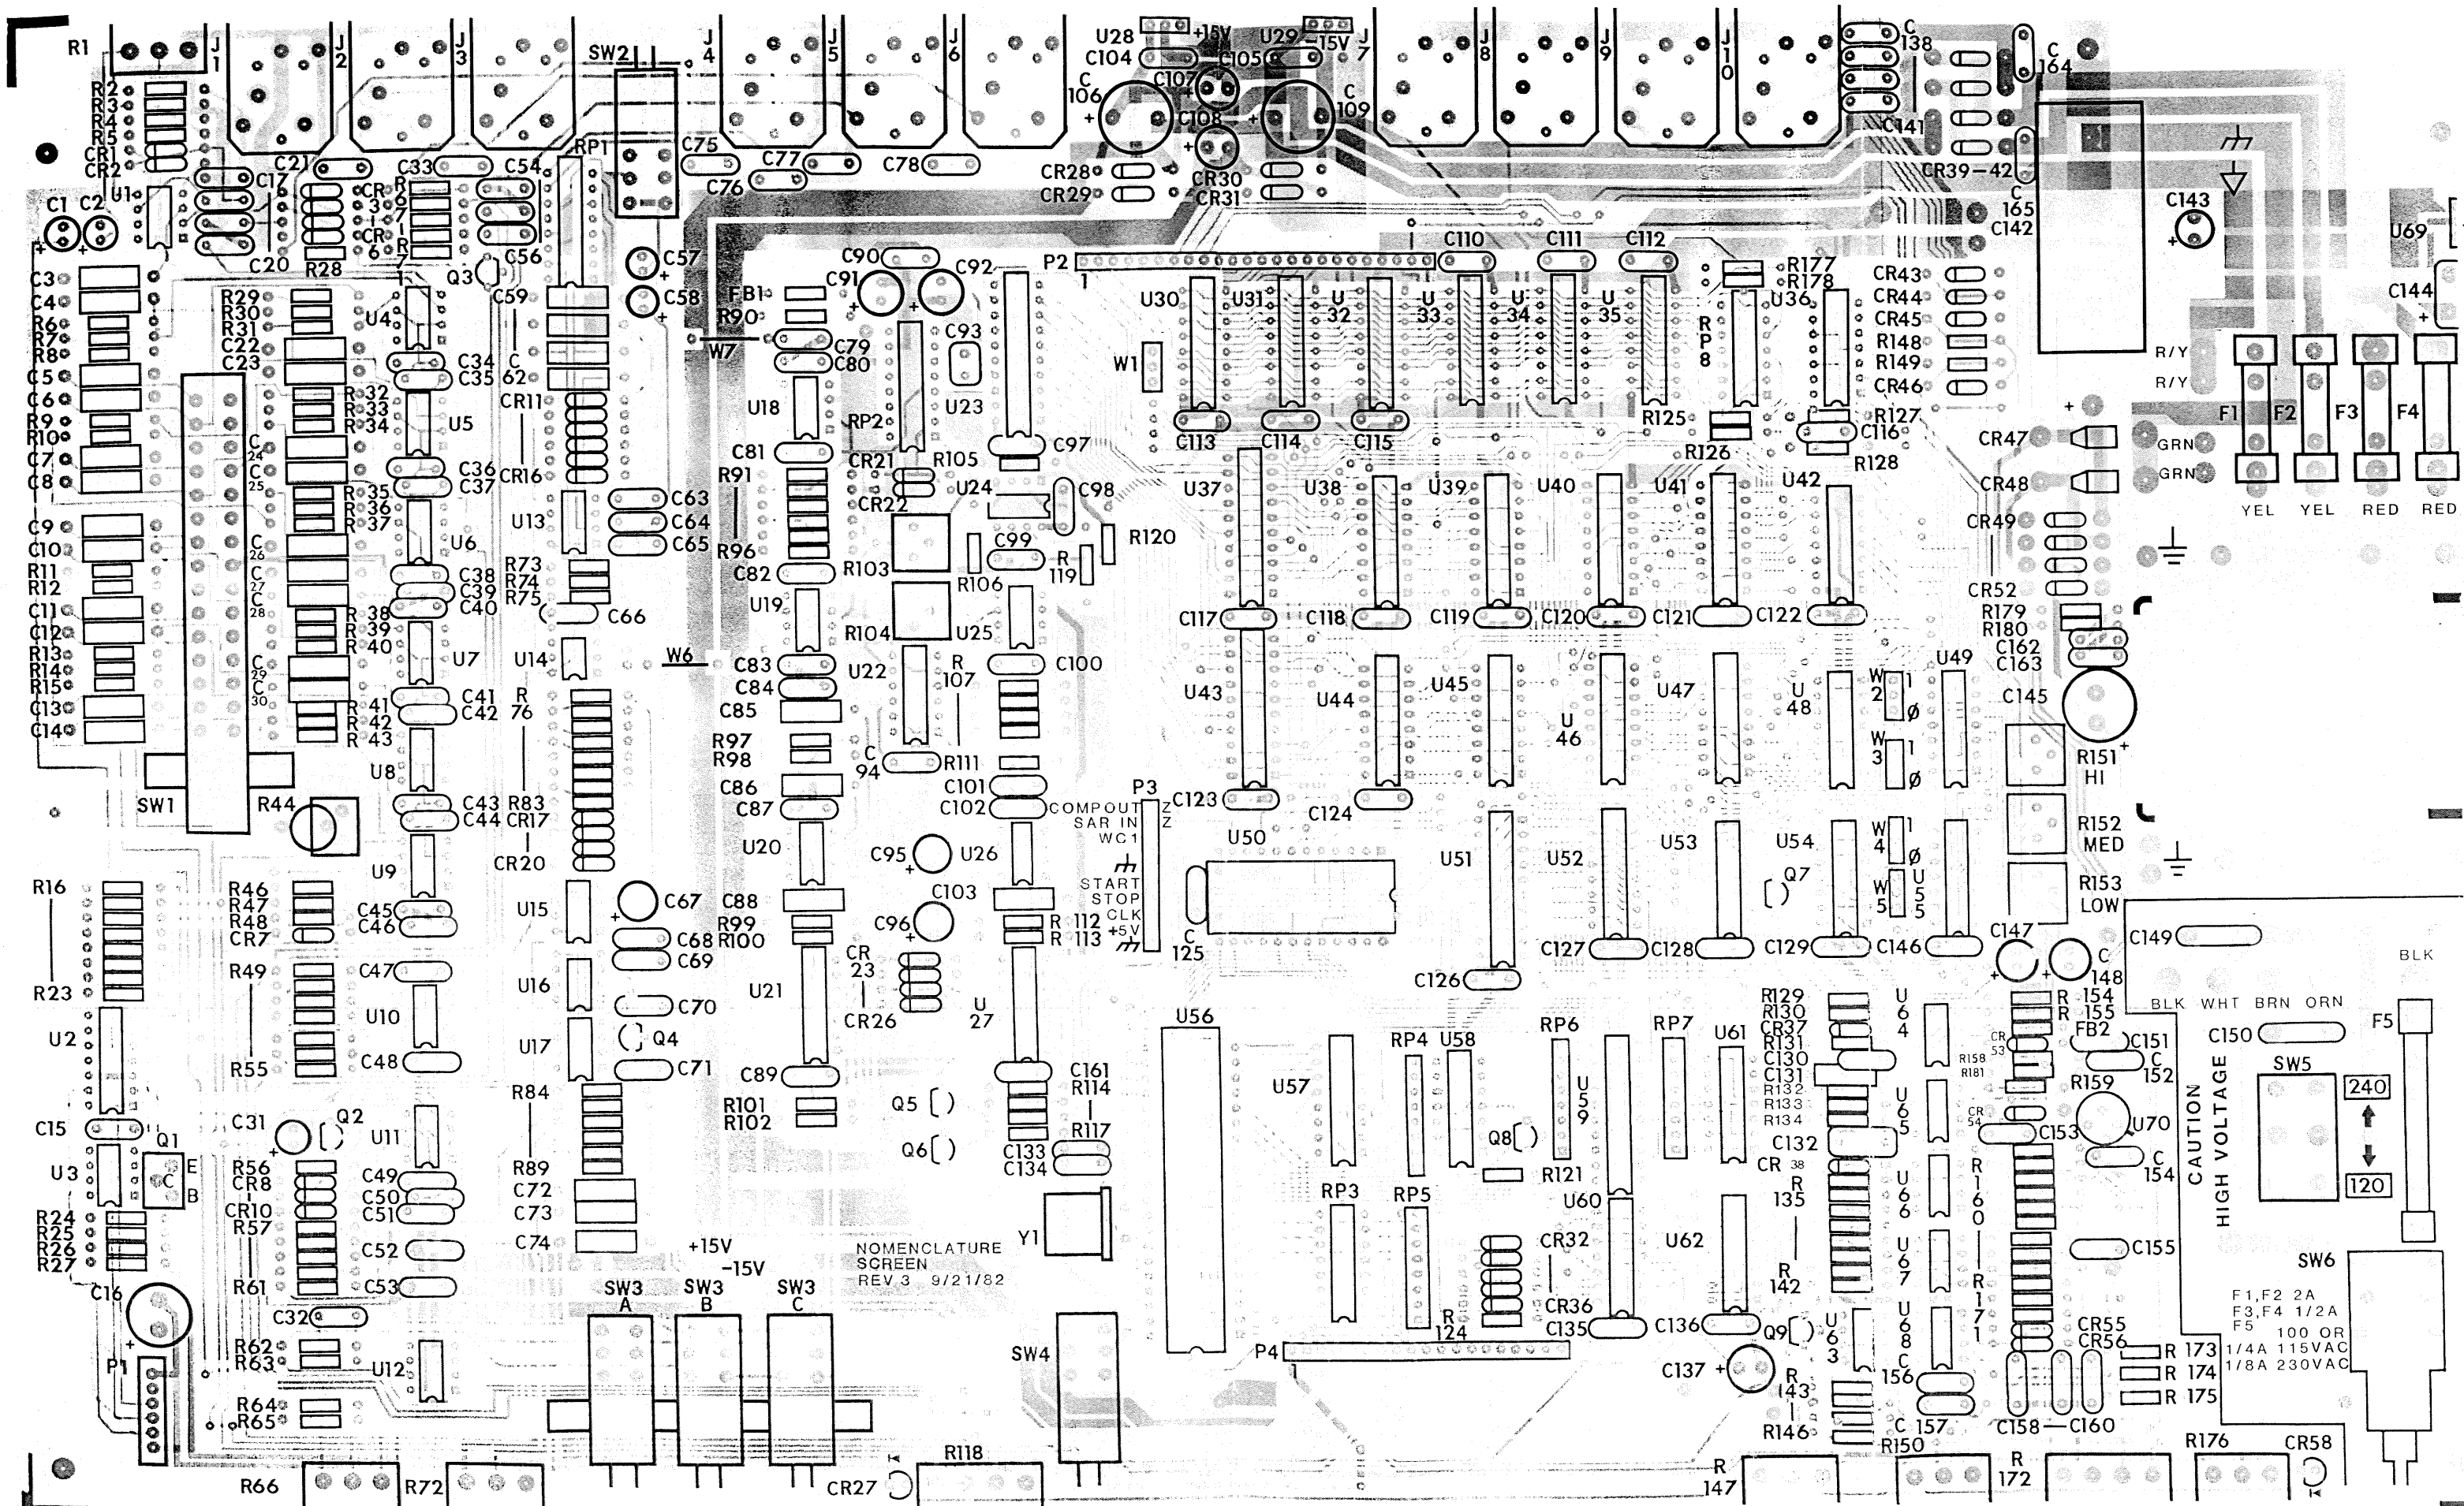 R1
J1
J2
J3
SW2
J4
J5
J6
U28
+15V
C104
U29
-15V
C105
J7
J8
J9
J10
C138
C141
C164
R2
R3
R4
R5
CR1
CR2
U1
C1
C2
C17
C20
C21
CR3
CR6
R28
R67
R71
C33
C54
C56
Q3
RP1
C75
C76
C77
C78
C106
C107
C108
C109
CR28
CR29
CR30
CR31
CR39-42
C165
C142
C143
U69
C144
C3
C4
R6
R7
R8
C5
C6
R9
R10
C7
C8
C9
C10
R11
R12
C11
C12
R13
R14
R15
C13
C14
SW1
R29
R30
R31
C22
C23
R32
R33
R34
C24
C25
R35
R36
R37
C26
C27
C28
R38
R39
R40
C29
C30
R41
R42
R43
R44
U4
C34
C35
U5
C36
C37
U6
C38
C39
C40
U7
C41
C42
U8
C43
C44
U9
C45
C46
C47
U10
C48
U11
C49
C50
C51
C52
C53
U12
C57
C58
C59
C62
CR11
CR16
U13
C63
C64
C65
R73
R74
R75
C66
U14
W6
R76
R83
CR17
CR20
U15
C67
C68
C69
U16
C70
Q4
U17
C71
R84
R89
C72
C73
C74
FB1
R90
W7
C79
C80
U18
C81
R91
R96
C82
U19
C83
C84
C85
R97
R98
C86
C87
U20
C88
R99
R100
U21
C89
R101
R102
C90
C91
C92
C93
RP2
U23
CR21
CR22
R105
U24
C97
C98
R103
R106
C99
R119
R120
R104
U25
U22
R107
C100
C94
R111
C101
C102
C95
U26
C103
C96
R112
R113
CR23
CR26
U27
C161
R114
R117
Q5
Q6
C133
C134
Y1
P2
1
C110
C111
C112
U30
U31
U32
U33
U34
U35
R177
R178
U36
RP8
W1
C113
C114
C115
R125
R126
R127
C116
R128
CR43
CR44
CR45
R148
R149
CR46
CR47
CR48
CR49
CR52
R/Y
R/Y
GRN
GRN
F1
F2
F3
F4
YEL
YEL
RED
RED
U37
U38
U39
U40
U41
U42
C117
C118
C119
C120
C121
C122
R179
R180
C162
C163
C145
U43
U44
U45
U46
U47
U48
U49
W2
1
Ø
W3
1
Ø
R151
HI
R152
MED
R153
LOW
P3
COMPOUT Z
SAR IN Z
WC1
START
STOP
CLK
+5V
C123
C124
U50
C125
U51
U52
U53
U54
Q7
W4
1
Ø
W5
U55
C126
C127
C128
C129
C146
C147
C148
C149
BLK
BLK WHT BRN ORN
C150
F5
R16
R23
U2
C15
Q1
U3
E
C
B
R24
R25
R26
R27
C16
P1
R46
R47
R48
CR7
R49
R55
C31
Q2
R56
CR8
CR10
R57
R61
C32
R62
R63
R64
R65
R66
R72
+15V
-15V
NOMENCLATURE
SCREEN
REV 3 9/21/82
SW3 A
SW3 B
SW3 C
SW4
CR27
R118
U56
U57
RP4
U58
RP6
U59
RP7
U61
RP3
RP5
Q8
R121
U60
U62
CR32
CR36
R124
C135
C136
P4
1
C137
Q9
U63
R143
R146
R147
R129
R130
CR37
R131
C130
C131
R132
R133
R134
C132
CR38
R135
R142
U64
U65
U66
U67
U68
R154
R155
FB2
C151
C152
CR53
R158
R181
R159
CR54
C153
U70
C154
R160
R171
C155
CR55
CR56
R173
R174
R175
C156
C157
C158
C160
R150
R172
R176
CR58
CAUTION
HIGH VOLTAGE
SW5
240
120
SW6
F1,F2 2A
F3,F4 1/2A
F5
100 OR
1/4A 115VAC
1/8A 230VAC